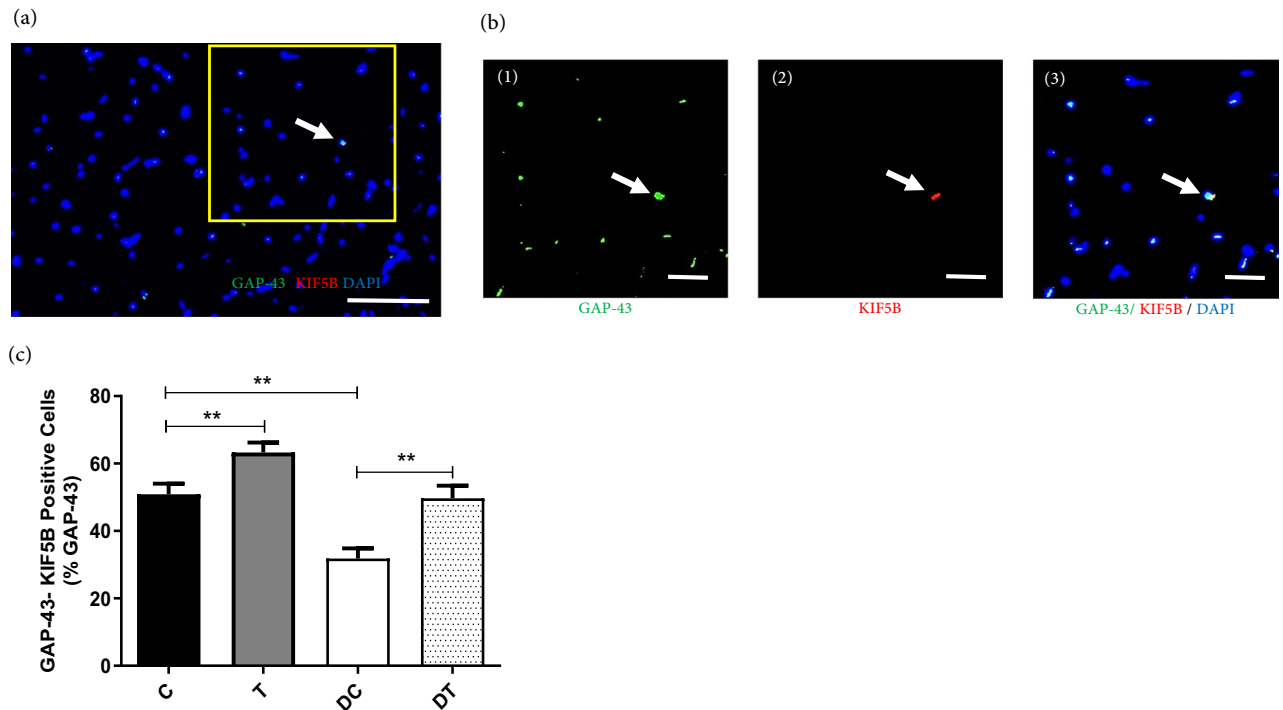 (a)
GAP-43 KIF5B DAPI
(b)
(1)
(2)
(3)
GAP-43
KIF5B
GAP-43/ KIF5B / DAPI
(c)
GAP-43- KIF5B Positive Cells
(% GAP-43)
80
60
40
20
0
**
**
**
C
T
DC
DT